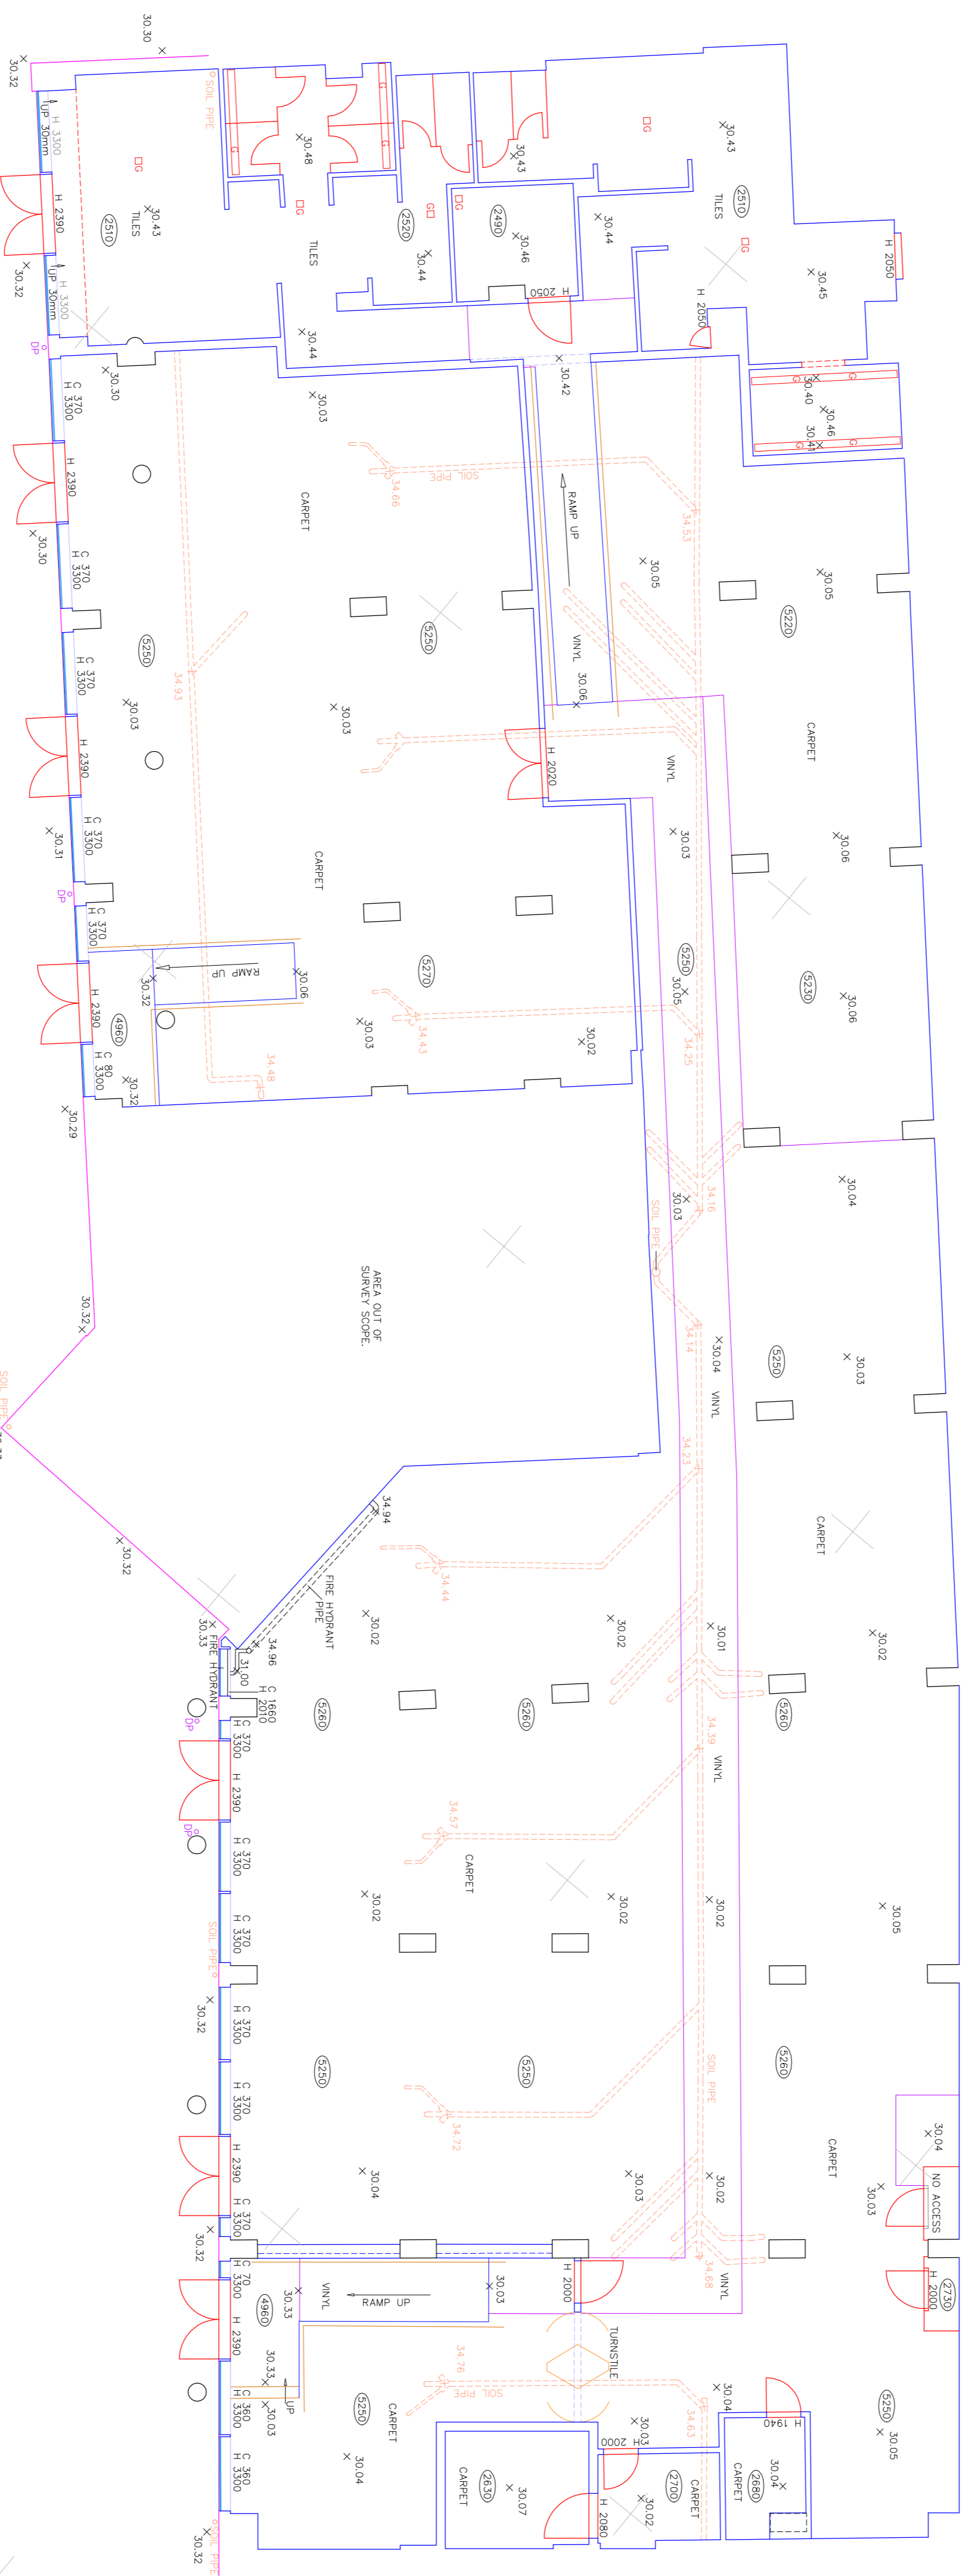 30.30
30.32
H 3300
UP 30mm
H 2390
H 3300
UP 30mm
30.32
SOIL PIPE
G
TILES
30.43
2510
G
G
30.48
G
G
TILES
30.44
2520
G
G
30.44
30.43
2490
30.46
H 2050
G
30.43
2510
TILES
G
30.44
H 2050
30.45
H 2050
30.42
G
G
30.40
30.46
30.41
DP
30.30
C 370
H 3300
H 2390
30.30
C 370
H 3300
C 370
H 3300
H 2390
30.31
C 370
H 3300
DP
C 370
H 3300
H 2390
C 80
H 3300
30.29
30.03
CARPET
34.66
SOIL PIPE
34.53
RAMP UP
30.05
30.05
5220
CARPET
5250
5250
34.93
30.03
30.03
VINYL
30.06
H 2020
VINYL
30.03
30.06
CARPET
5270
RAMP UP
30.06
30.32
4960
30.32
30.03
34.43
34.48
30.02
5250
30.05
34.25
5230
30.06
34.16
30.03
SOIL PIPE
30.04
34.14
30.04
VINYL
5250
30.03
AREA OUT OF
SURVEY SCOPE.
30.32
SOIL PIPE
30.32
34.94
FIRE HYDRANT
PIPE
34.23
CARPET
34.44
30.02
30.02
30.01
30.02
30.33
FIRE HYDRANT
34.96
31.00
C 1660
H 2010
DP
C 370
H 3300
H 2390
DP
C 370
H 3300
5260
5260
5260
34.39
VINYL
34.57
CARPET
30.02
30.02
30.02
30.05
C 370
H 3300
SOIL PIPE
30.32
C 370
H 3300
C 370
H 3300
H 2390
C 370
H 3300
30.32
5250
5250
5260
SOIL PIPE
34.72
CARPET
30.04
30.03
30.02
30.04
30.03
NO ACCESS
C 70
H 3300
H 2390
C 360
H 3300
C 360
H 3300
SOIL PIPE
30.32
30.33
VINYL
4960
RAMP UP
30.03
H 2000
34.68
VINYL
H 2000
2730
TURNSTILE
30.33
30.03
UP
5250
CARPET
34.76
SOIL PIPE
30.04
34.63
30.03
30.04
H 2000
H 1940
5250
30.05
CARPET
2630
30.07
H 2080
30.02
2700
CARPET
CARPET
2680
30.04